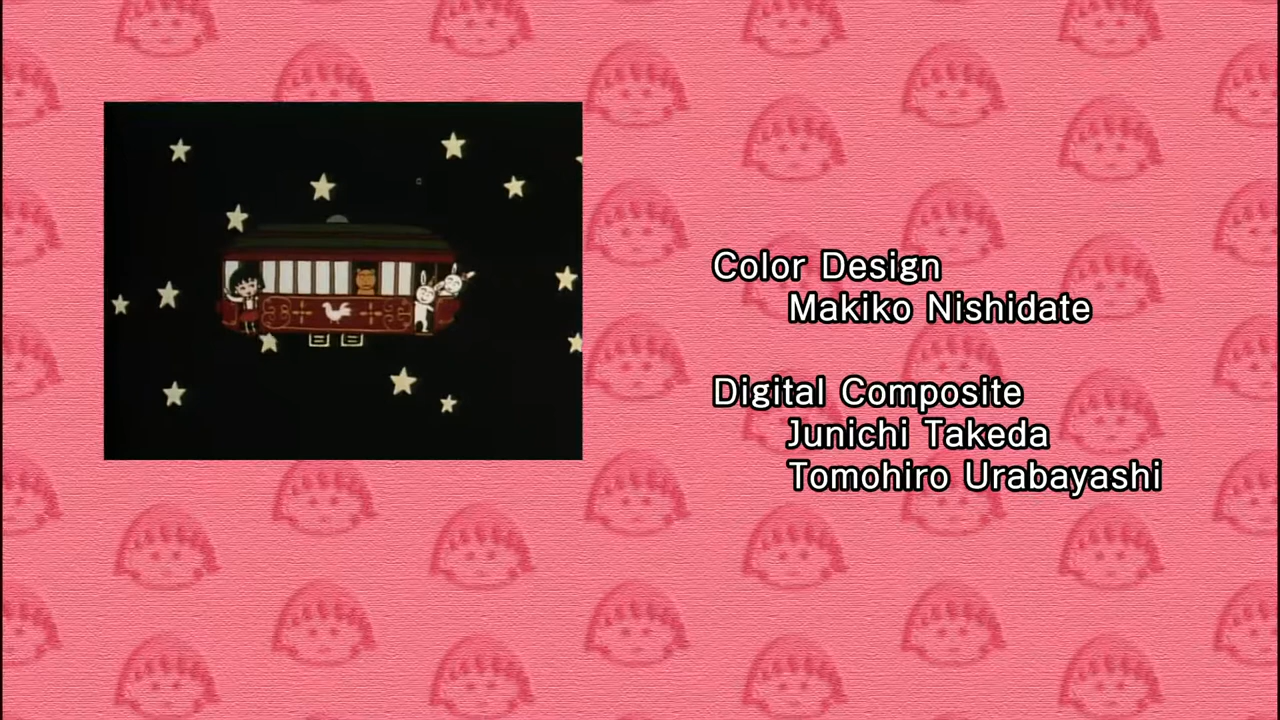 Color Design
Makiko Nishidate
Digital Composite
Junichi Takeda
Tomohiro Urabayashi